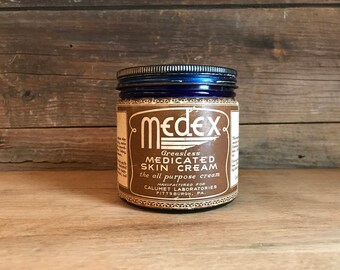 MEDEX
Greaseless
MEDICATED
SKIN CREAM
the all purpose cream
MANUFACTURED FOR
CALUMET LABORATORIES
PITTSBURGH, PA.